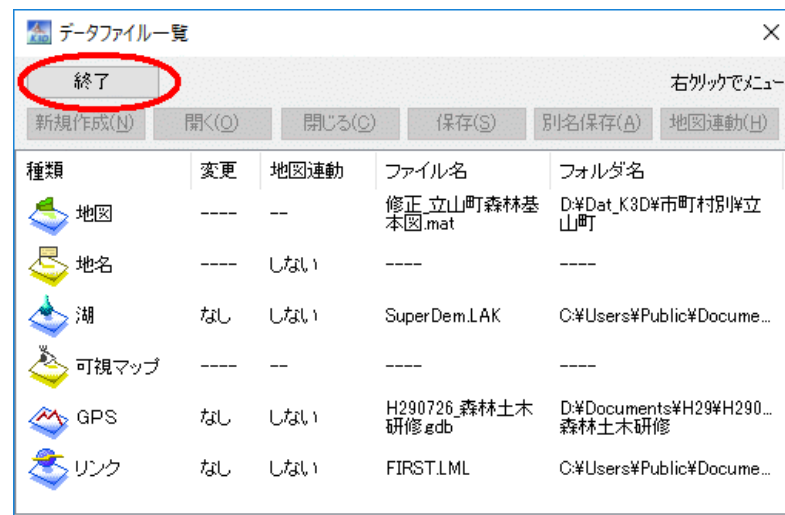 データファイル一覧
終了
右クリックでメニュー
新規作成(N) 開く(O) 閉じる(C) 保存(S) 別名保存(A) 地図連動(H)
種類 変更 地図連動 ファイル名 フォルダ名
地図 ---- -- 修正_立山町森林基本図.mat D:¥Dat_K3D¥市町村別¥立山町
地名 ---- しない ---- ----
湖 なし しない SuperDem.LAK C:¥Users¥Public¥Docume...
可視マップ ---- -- ---- ----
GPS なし しない H290726_森林土木研修.gdb D:¥Documents¥H29¥H290... 森林土木研修
リンク なし しない FIRST.LML C:¥Users¥Public¥Docume...